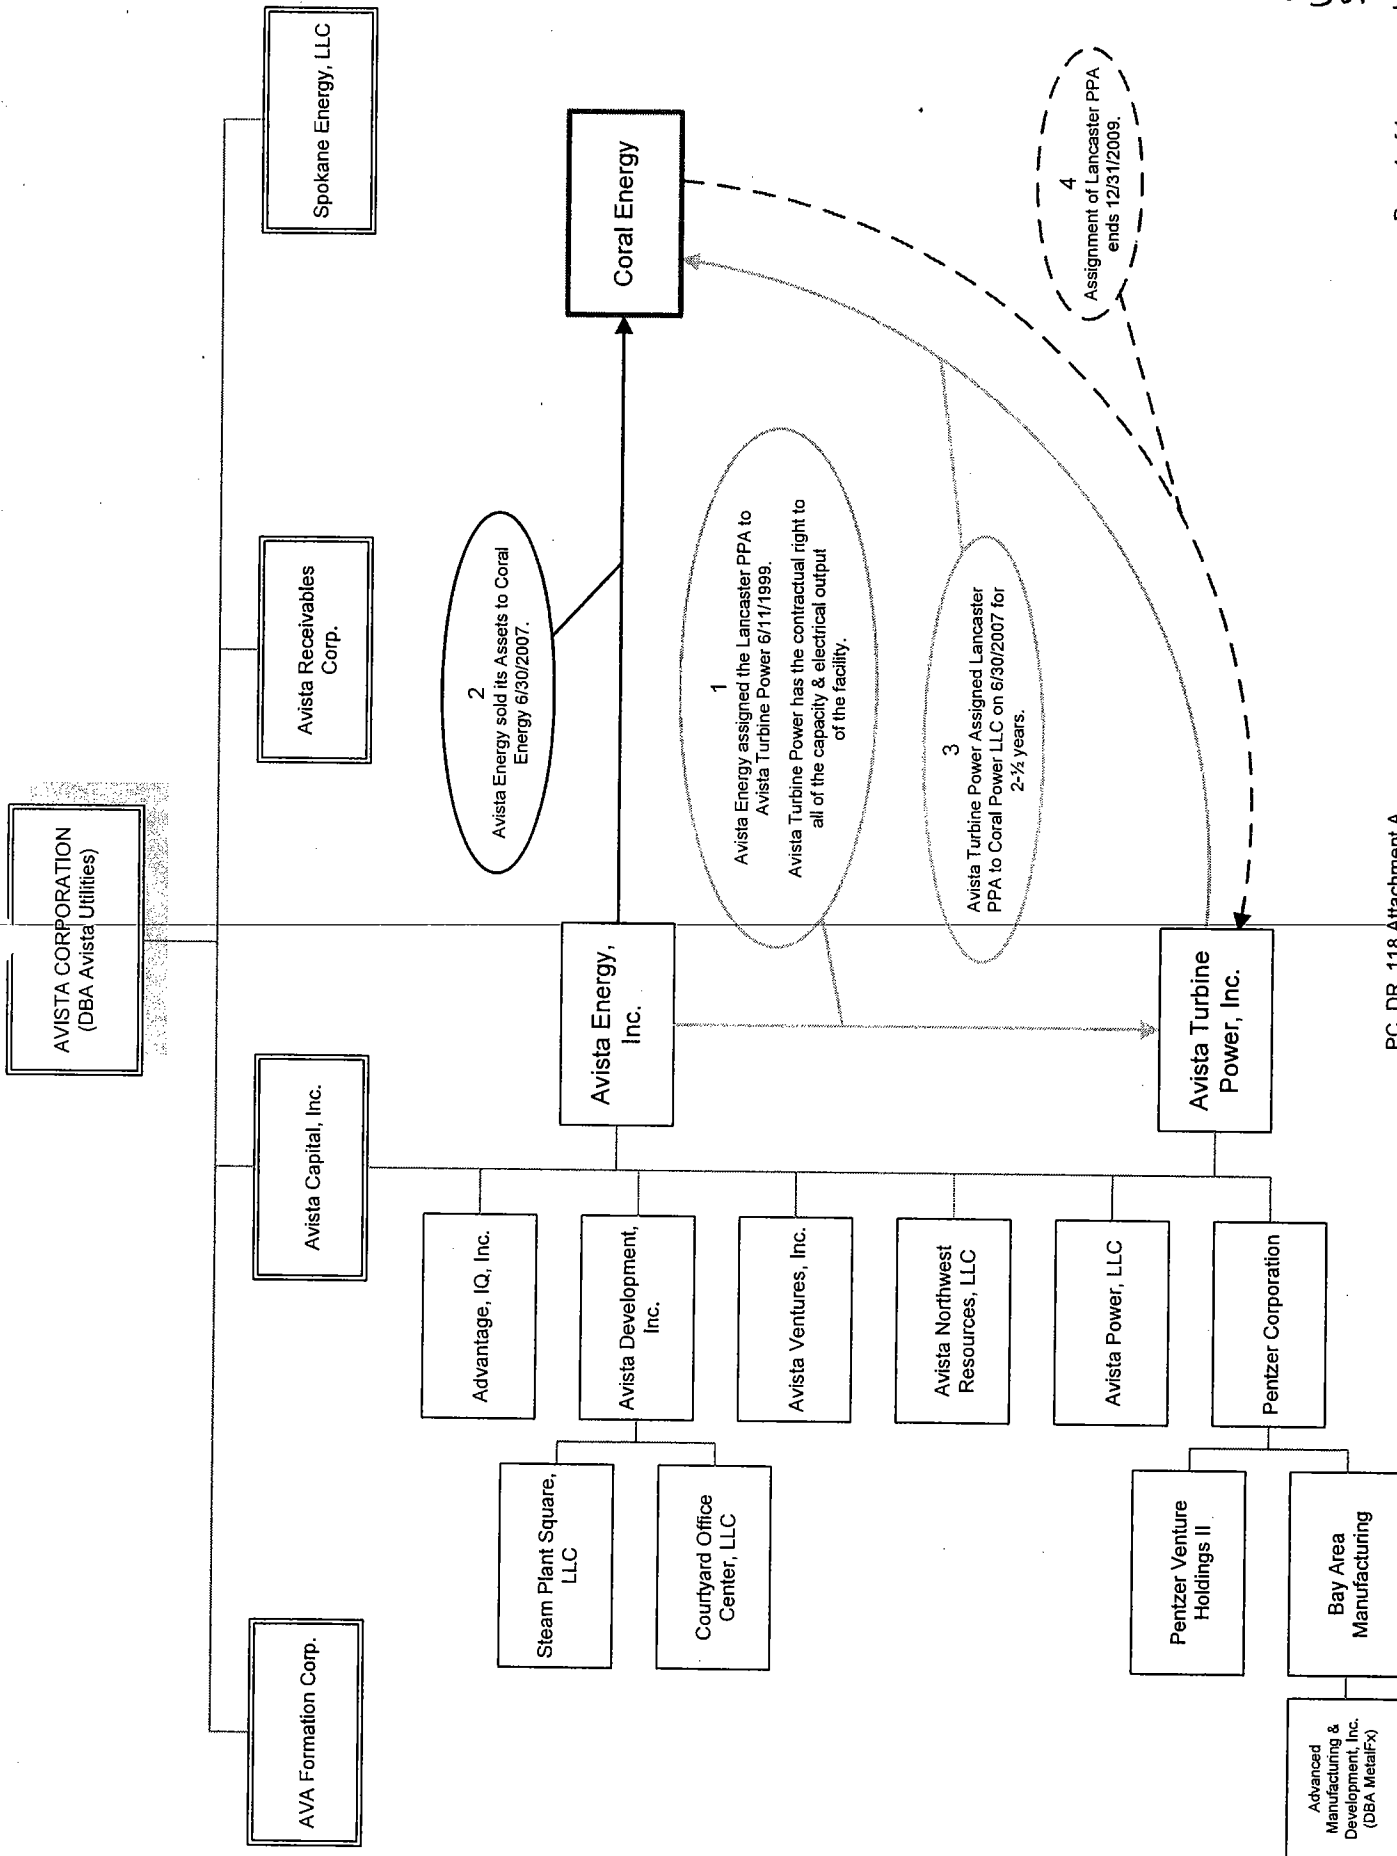 AVISTA CORPORATION
(DBA Avista Utilities)
AVA Formation Corp.
Avista Capital, Inc.
Avista Receivables
Corp.
Spokane Energy, LLC
Advantage, IQ, Inc.
Avista Energy,
Inc.
2
Avista Energy sold its Assets to Coral
Energy 6/30/2007.
Coral Energy
Steam Plant Square,
LLC
Avista Development,
Inc.
Courtyard Office
Center, LLC
Avista Ventures, Inc.
1
Avista Energy assigned the Lancaster PPA to
Avista Turbine Power 6/11/1999.
Avista Turbine Power has the contractual right to
all of the capacity & electrical output
of the facility.
Avista Northwest
Resources, LLC
3
Avista Turbine Power Assigned Lancaster
PPA to Coral Power LLC on 6/30/2007 for
2-½ years.
Avista Power, LLC
4
Assignment of Lancaster PPA
ends 12/31/2009.
Avista Turbine
Power, Inc.
Pentzer Corporation
Pentzer Venture
Holdings II
Bay Area
Manufacturing
Advanced
Manufacturing &
Development, Inc.
(DBA MetalFx)
PC_DR_118 Attachment A